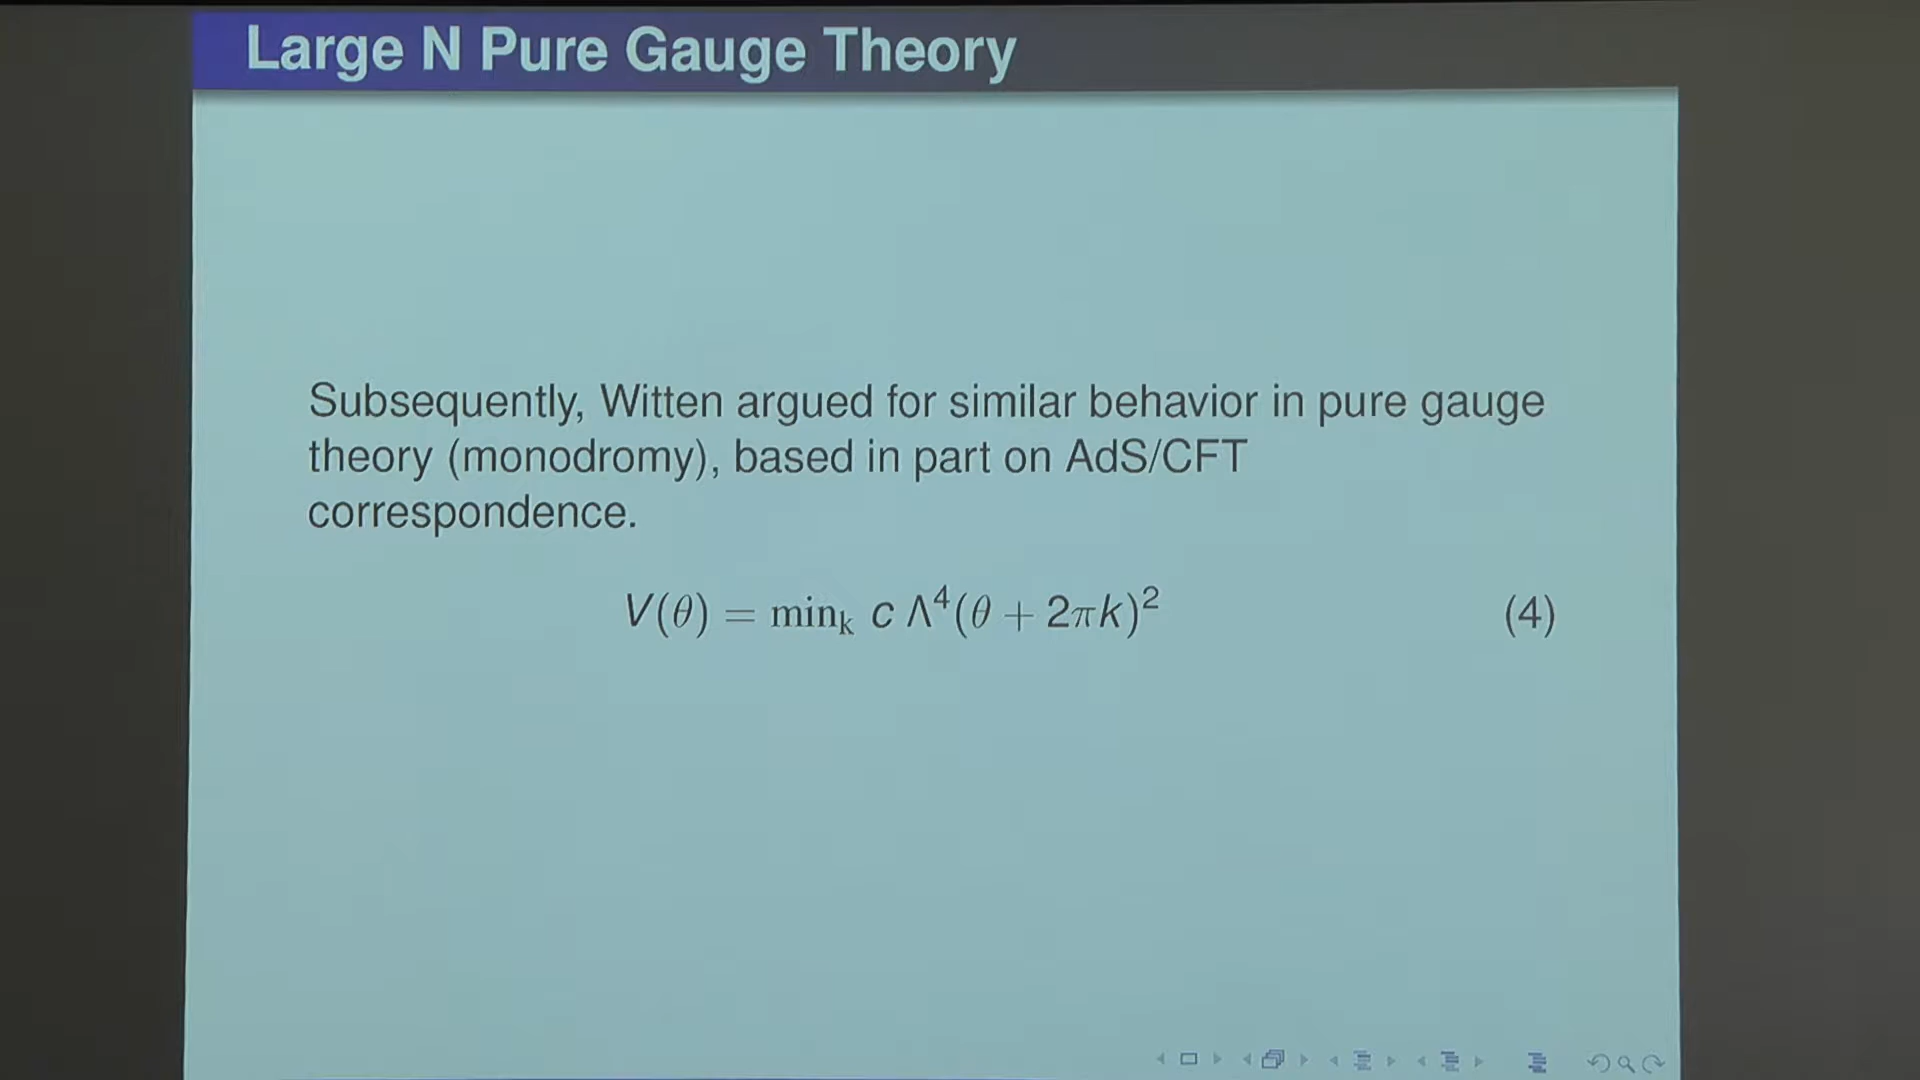 Large N Pure Gauge Theory
Subsequently, Witten argued for similar behavior in pure gauge
theory (monodromy), based in part on AdS/CFT
correspondence.
V(θ) = min_k c Λ^4(θ + 2πk)^2 (4)